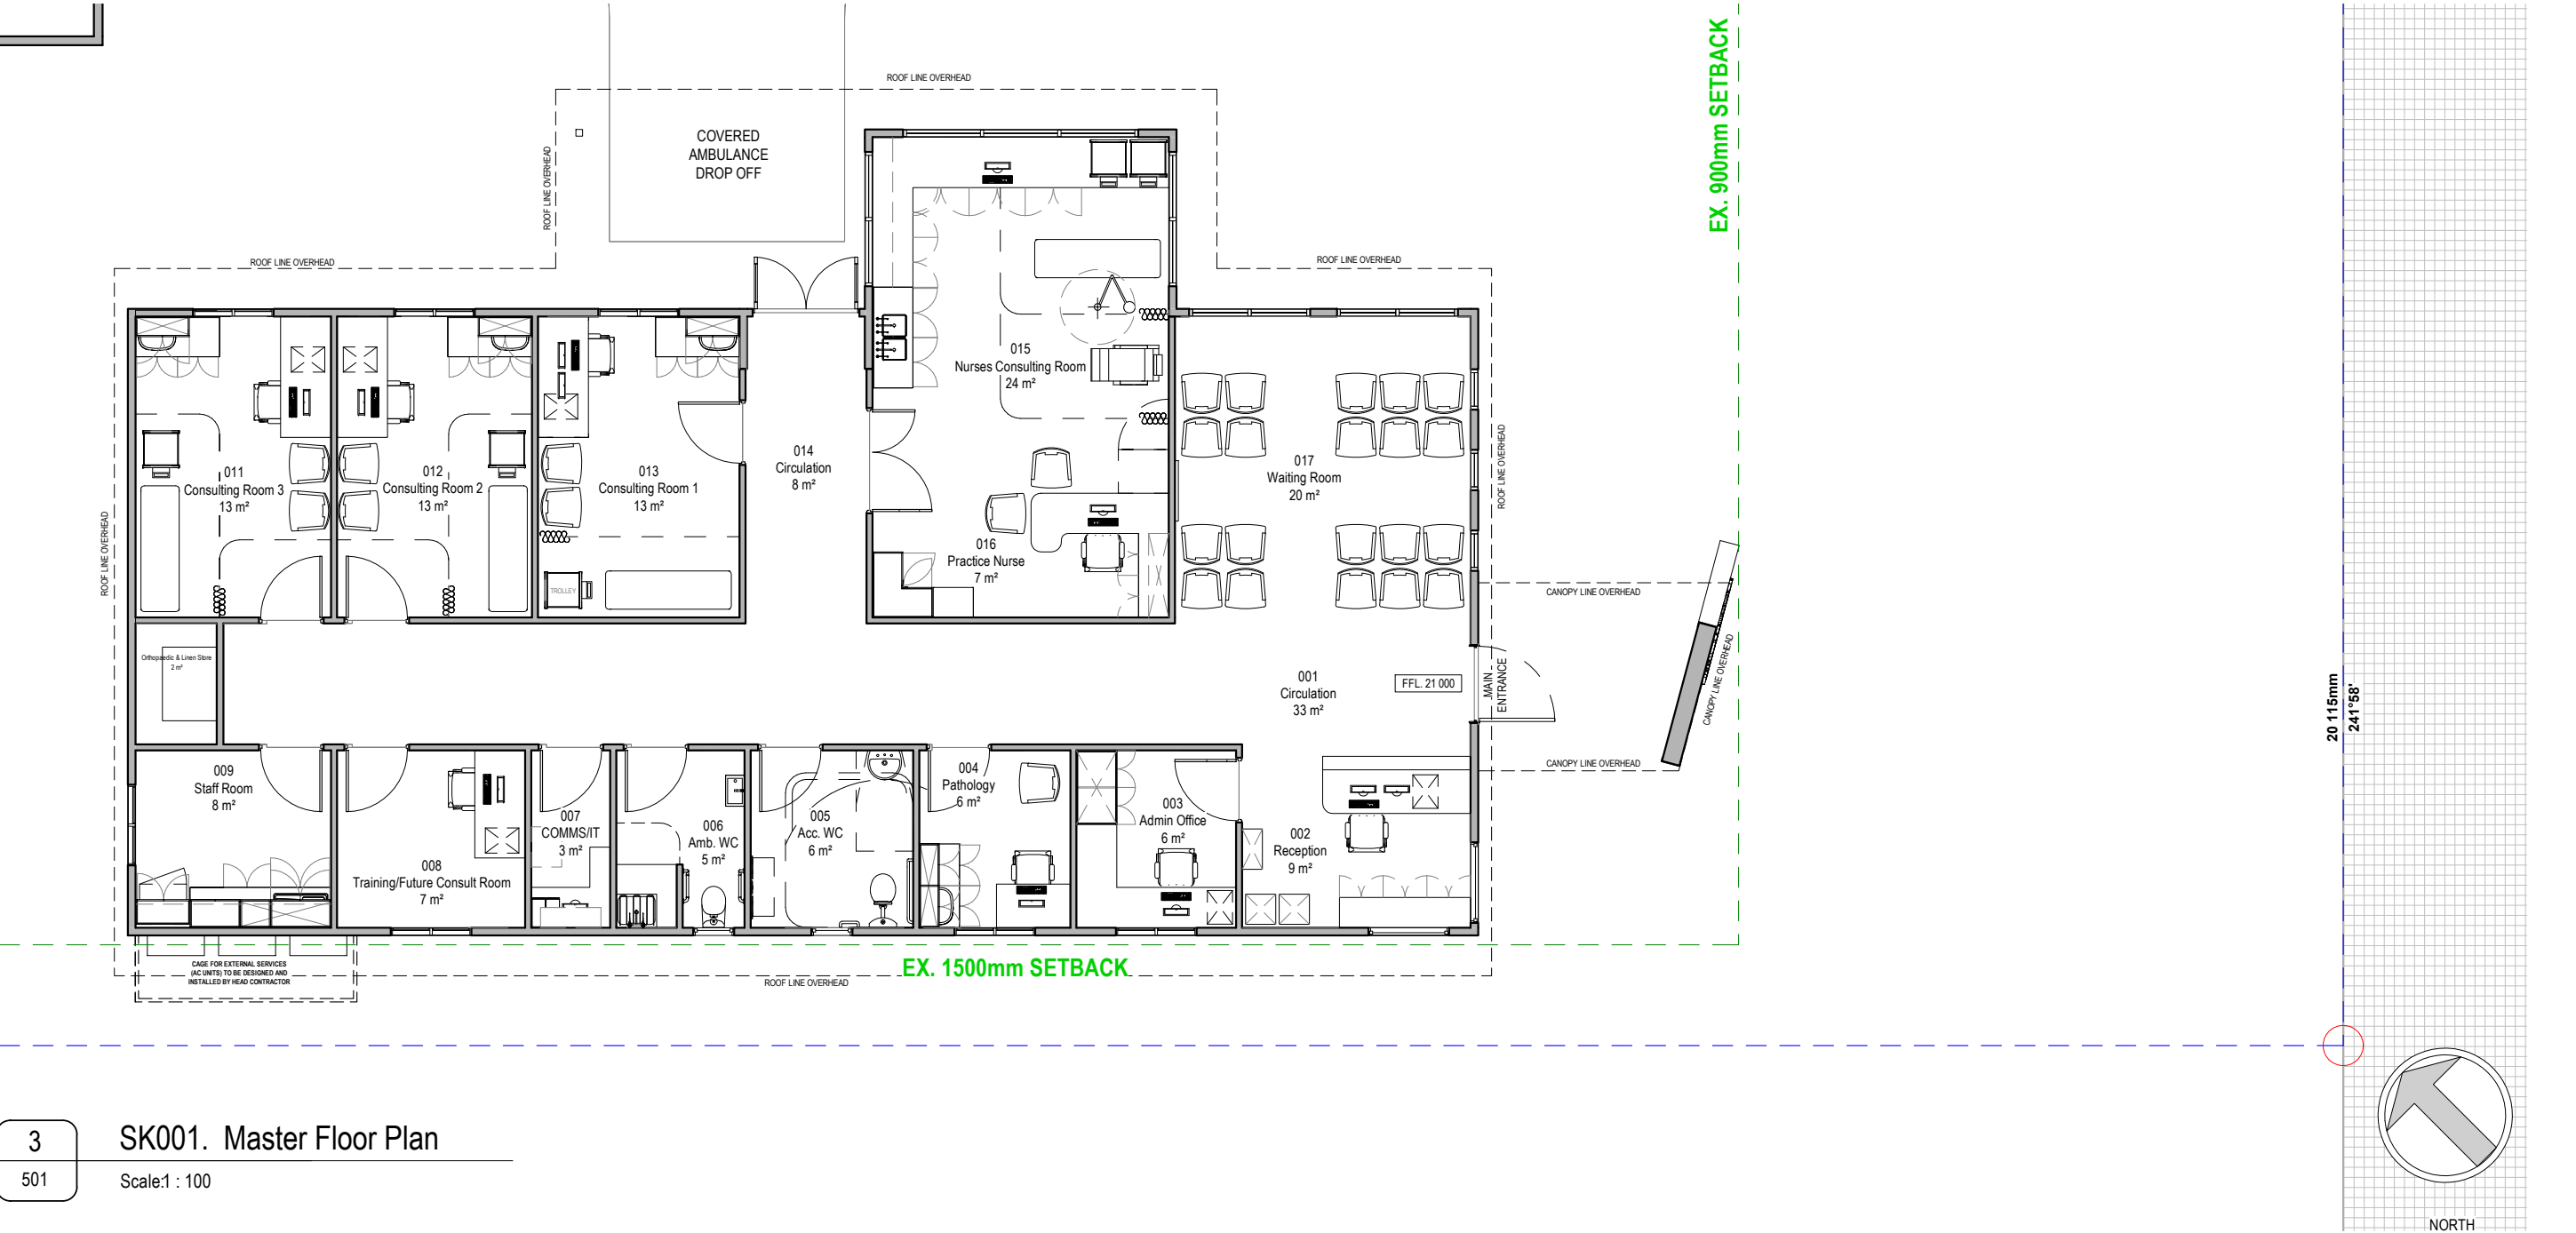 ROOF LINE OVERHEAD
EX. 900mm SETBACK
COVERED
AMBULANCE
DROP OFF
ROOF LINE OVERHEAD
ROOF LINE OVERHEAD
ROOF LINE OVERHEAD
015
Nurses Consulting Room
24 m²
011
Consulting Room 3
13 m²
012
Consulting Room 2
13 m²
013
Consulting Room 1
13 m²
014
Circulation
8 m²
017
Waiting Room
20 m²
ROOF LINE OVERHEAD
ROOF LINE OVERHEAD
016
Practice Nurse
7 m²
TROLLEY
CANOPY LINE OVERHEAD
CANOPY LINE OVERHEAD
Orthopaedic & Linen Store
2 m²
001
Circulation
33 m²
FFL. 21 000
MAIN
ENTRANCE
20 115mm
241°58'
CANOPY LINE OVERHEAD
009
Staff Room
8 m²
004
Pathology
6 m²
003
Admin Office
6 m²
007
COMMS/IT
3 m²
006
Amb. WC
5 m²
005
Acc. WC
6 m²
002
Reception
9 m²
008
Training/Future Consult Room
7 m²
CAGE FOR EXTERNAL SERVICES
(AC UNITS) TO BE DESIGNED AND
INSTALLED BY HEAD CONTRACTOR
EX. 1500mm SETBACK
ROOF LINE OVERHEAD
3
501
SK001. Master Floor Plan
Scale:1 : 100
NORTH